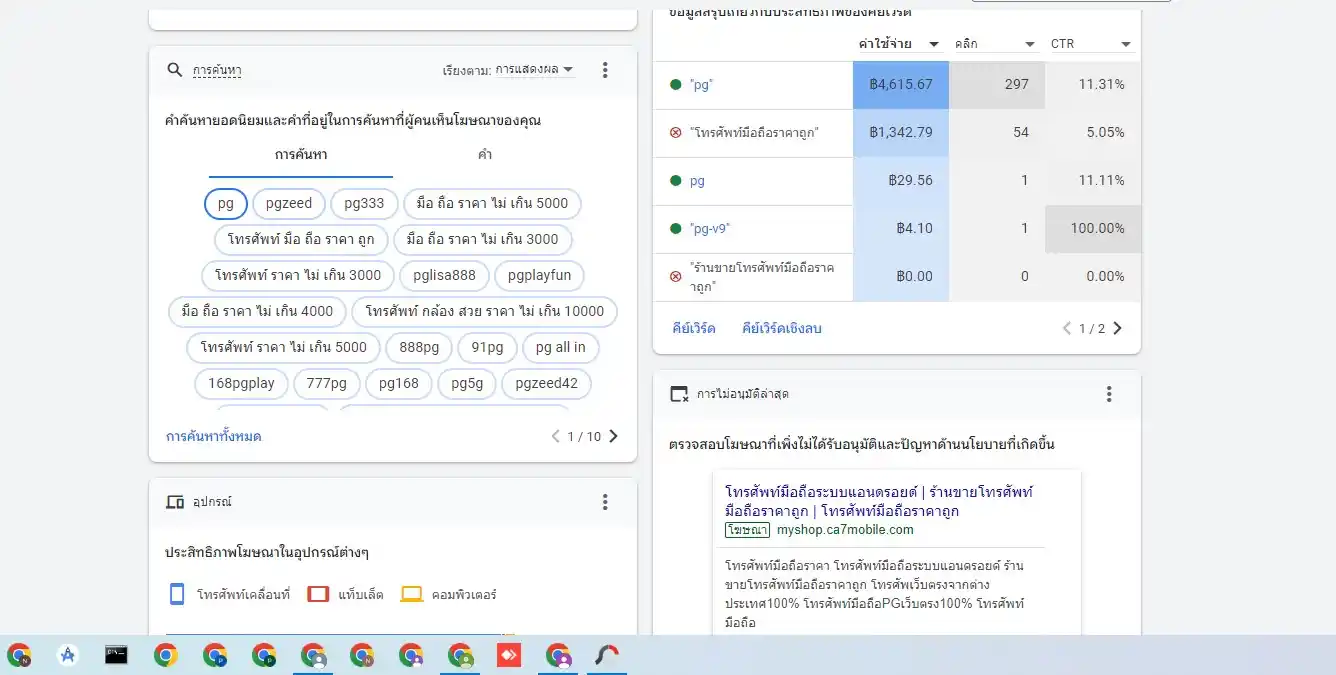 การค้นหา
เรียงตาม: การแสดงผล
คำค้นหายอดนิยมและคำที่อยู่ในการค้นหาที่ผู้คนเห็นโฆษณาของคุณ
การค้นหา คำ
pg pgzeed pg333 มือ ถือ ราคา ไม่ เกิน 5000
โทรศัพท์ มือ ถือ ราคา ถูก มือ ถือ ราคา ไม่ เกิน 3000
โทรศัพท์ ราคา ไม่ เกิน 3000 pglisa888 pgplayfun
มือ ถือ ราคา ไม่ เกิน 4000 โทรศัพท์ กล้อง สวย ราคา ไม่ เกิน 10000
โทรศัพท์ ราคา ไม่ เกิน 5000 888pg 91pg pg all in
168pgplay 777pg pg168 pg5g pgzeed42
การค้นหาทั้งหมด 1 / 10
อุปกรณ์
ประสิทธิภาพโฆษณาในอุปกรณ์ต่างๆ
โทรศัพท์เคลื่อนที่ แท็บเล็ต คอมพิวเตอร์
ข้อมูลสรุปเกี่ยวกับประสิทธิภาพของคีย์เวิร์ด
ค่าใช้จ่าย คลิก CTR
"pg" ฿4,615.67 297 11.31%
"โทรศัพท์มือถือราคาถูก" ฿1,342.79 54 5.05%
pg ฿29.56 1 11.11%
"pg-v9" ฿4.10 1 100.00%
"ร้านขายโทรศัพท์มือถือราค
าถูก" ฿0.00 0 0.00%
คีย์เวิร์ด คีย์เวิร์ดเชิงลบ 1 / 2
การไม่อนุมัติล่าสุด
ตรวจสอบโฆษณาที่เพิ่งไม่ได้รับอนุมัติและปัญหาด้านนโยบายที่เกิดขึ้น
โทรศัพท์มือถือระบบแอนดรอยด์ | ร้านขายโทรศัพท์
มือถือราคาถูก | โทรศัพท์มือถือราคาถูก
โฆษณา myshop.ca7mobile.com
โทรศัพท์มือถือราคา โทรศัพท์มือถือระบบแอนดรอยด์ ร้าน
ขายโทรศัพท์มือถือราคาถูก โทรศัพเว็บตรงจากต่าง
ประเทศ100% โทรศัพท์มือถือPGเว็บตรง100% โทรศัพท์
มือถือ